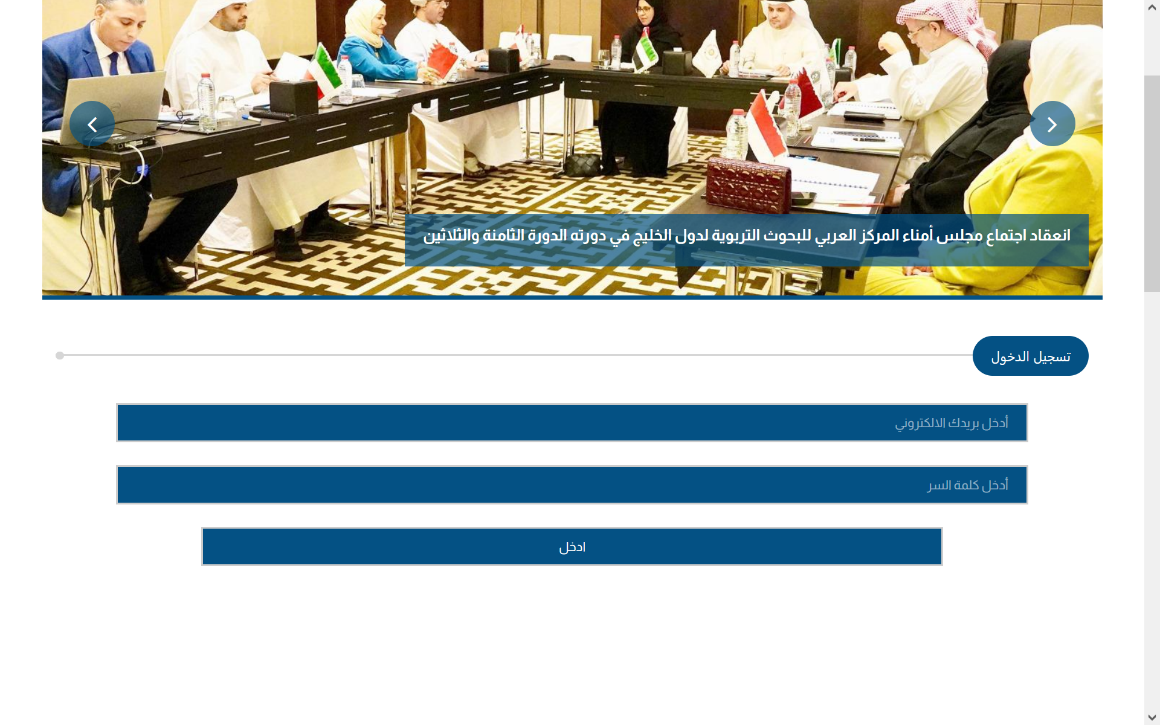 انعقاد اجتماع مجلس أمناء المركز العربي للبحوث التربوية لدول الخليج في دورته الدورة الثامنة والثلاثين
تسجيل الدخول
أدخل بريدك الالكتروني
أدخل كلمة السر
ادخل